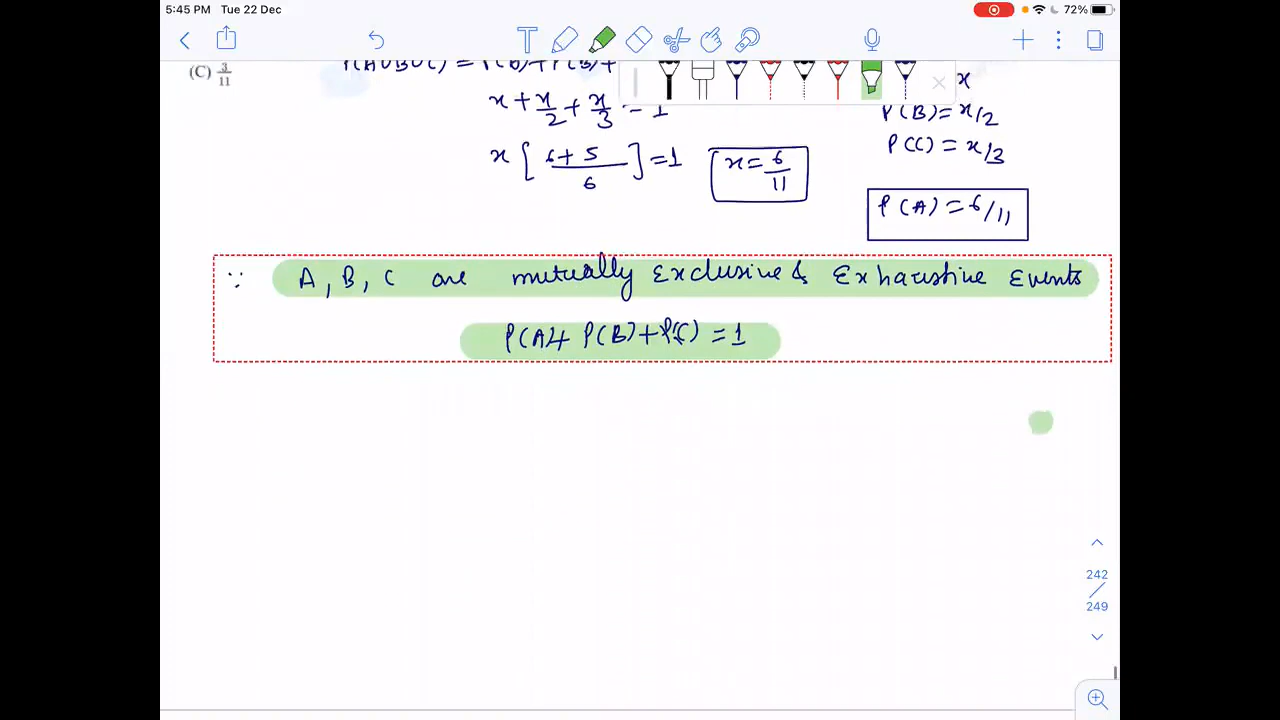 5:45 PM Tue 22 Dec
72%
(C) 3/11
P(AUBUC) = P(B)+P(B)+
x
x + x/2 + x/3 = 1
P(B) = x/2
P(C) = x/3
x [ 6+5 / 6 ] = 1
x = 6/11
P(A) = 6/11
∵ A, B, C are mutually Exclusive & Exhaustive Events
P(A)+ P(B)+P(C) = 1
242
249